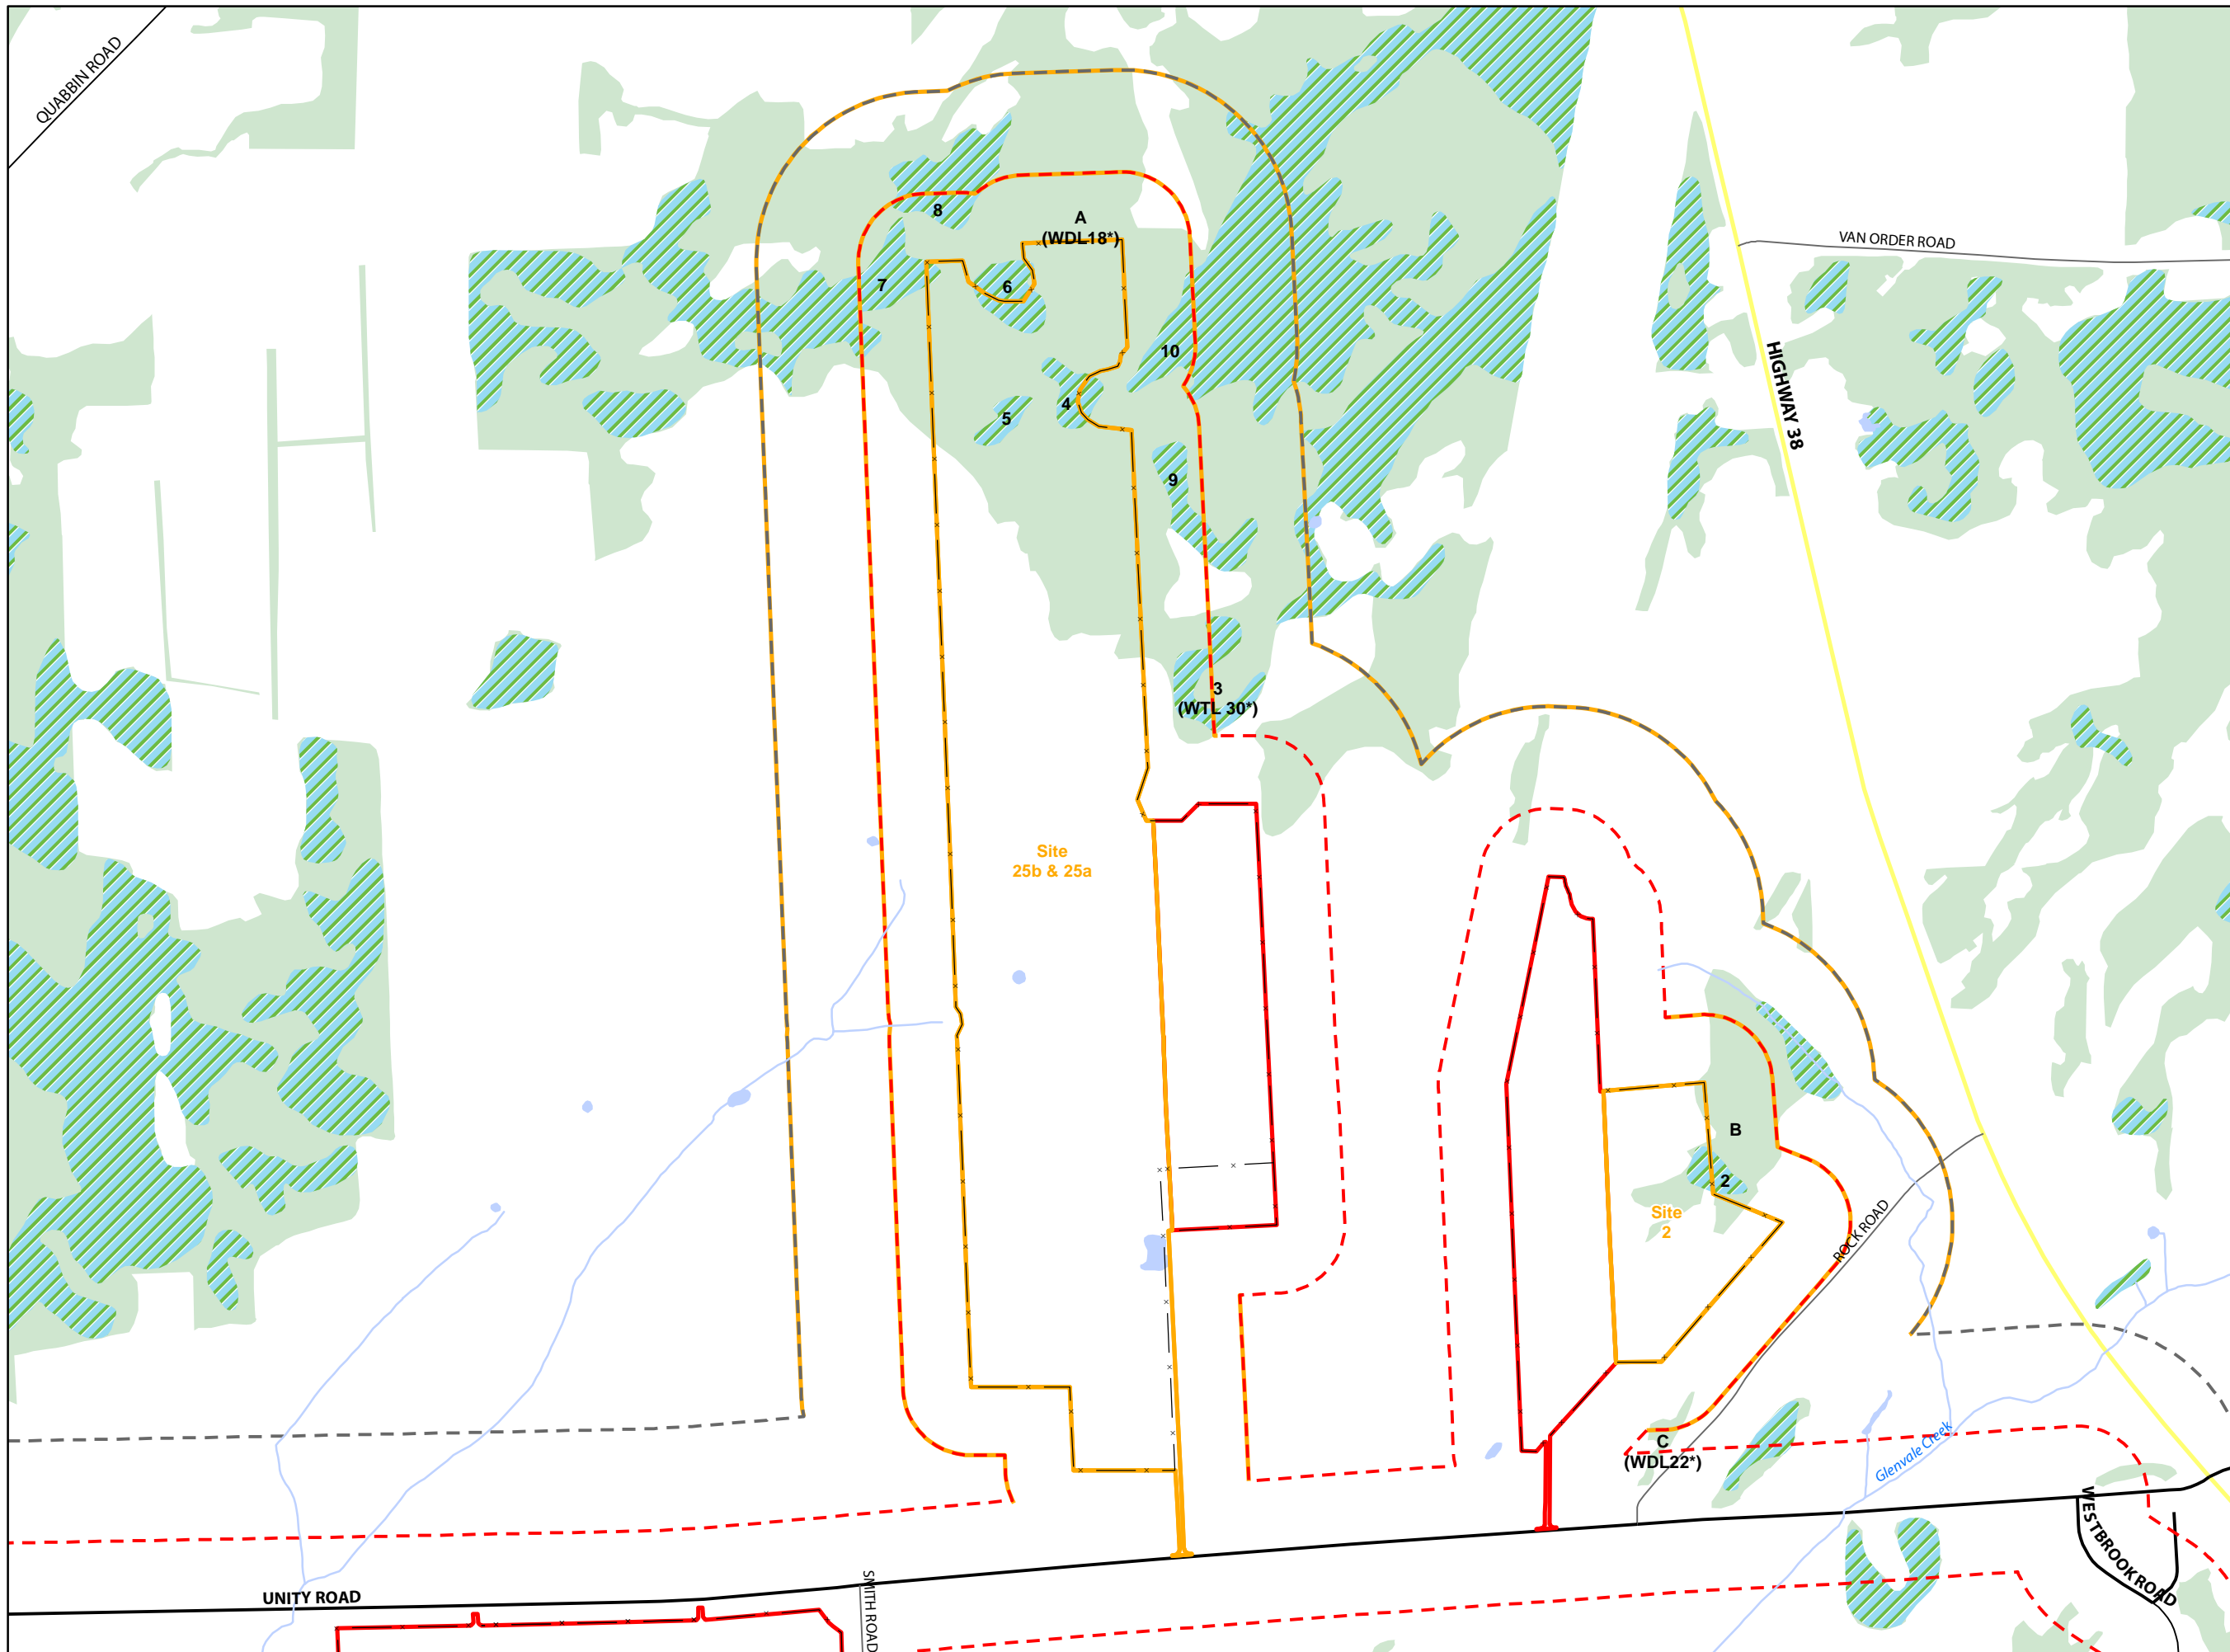 QUABBIN ROAD
A
(WDL18*)
8
VAN ORDER ROAD
7
6
10
HIGHWAY 38
4
5
9
3
(WTL 30*)
Site
25b & 25a
B
2
Site
2
ROCK ROAD
C
(WDL22*)
Glenvale Creek
WESTBROOK ROAD
UNITY ROAD
SMITH ROAD